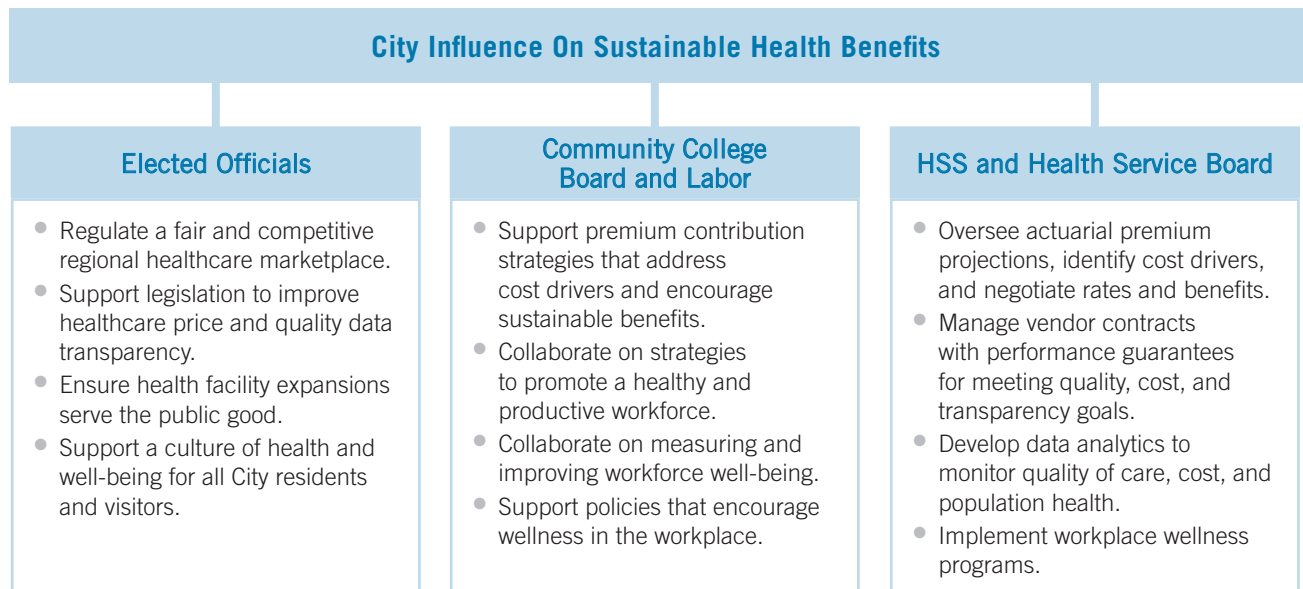 City Influence On Sustainable Health Benefits
Elected Officials
• Regulate a fair and competitive
regional healthcare marketplace.
• Support legislation to improve
healthcare price and quality data
transparency.
• Ensure health facility expansions
serve the public good.
• Support a culture of health and
well-being for all City residents
and visitors.
Community College
Board and Labor
• Support premium contribution
strategies that address
cost drivers and encourage
sustainable benefits.
• Collaborate on strategies
to promote a healthy and
productive workforce.
• Collaborate on measuring and
improving workforce well-being.
• Support policies that encourage
wellness in the workplace.
HSS and Health Service Board
• Oversee actuarial premium
projections, identify cost drivers,
and negotiate rates and benefits.
• Manage vendor contracts
with performance guarantees
for meeting quality, cost, and
transparency goals.
• Develop data analytics to
monitor quality of care, cost, and
population health.
• Implement workplace wellness
programs.